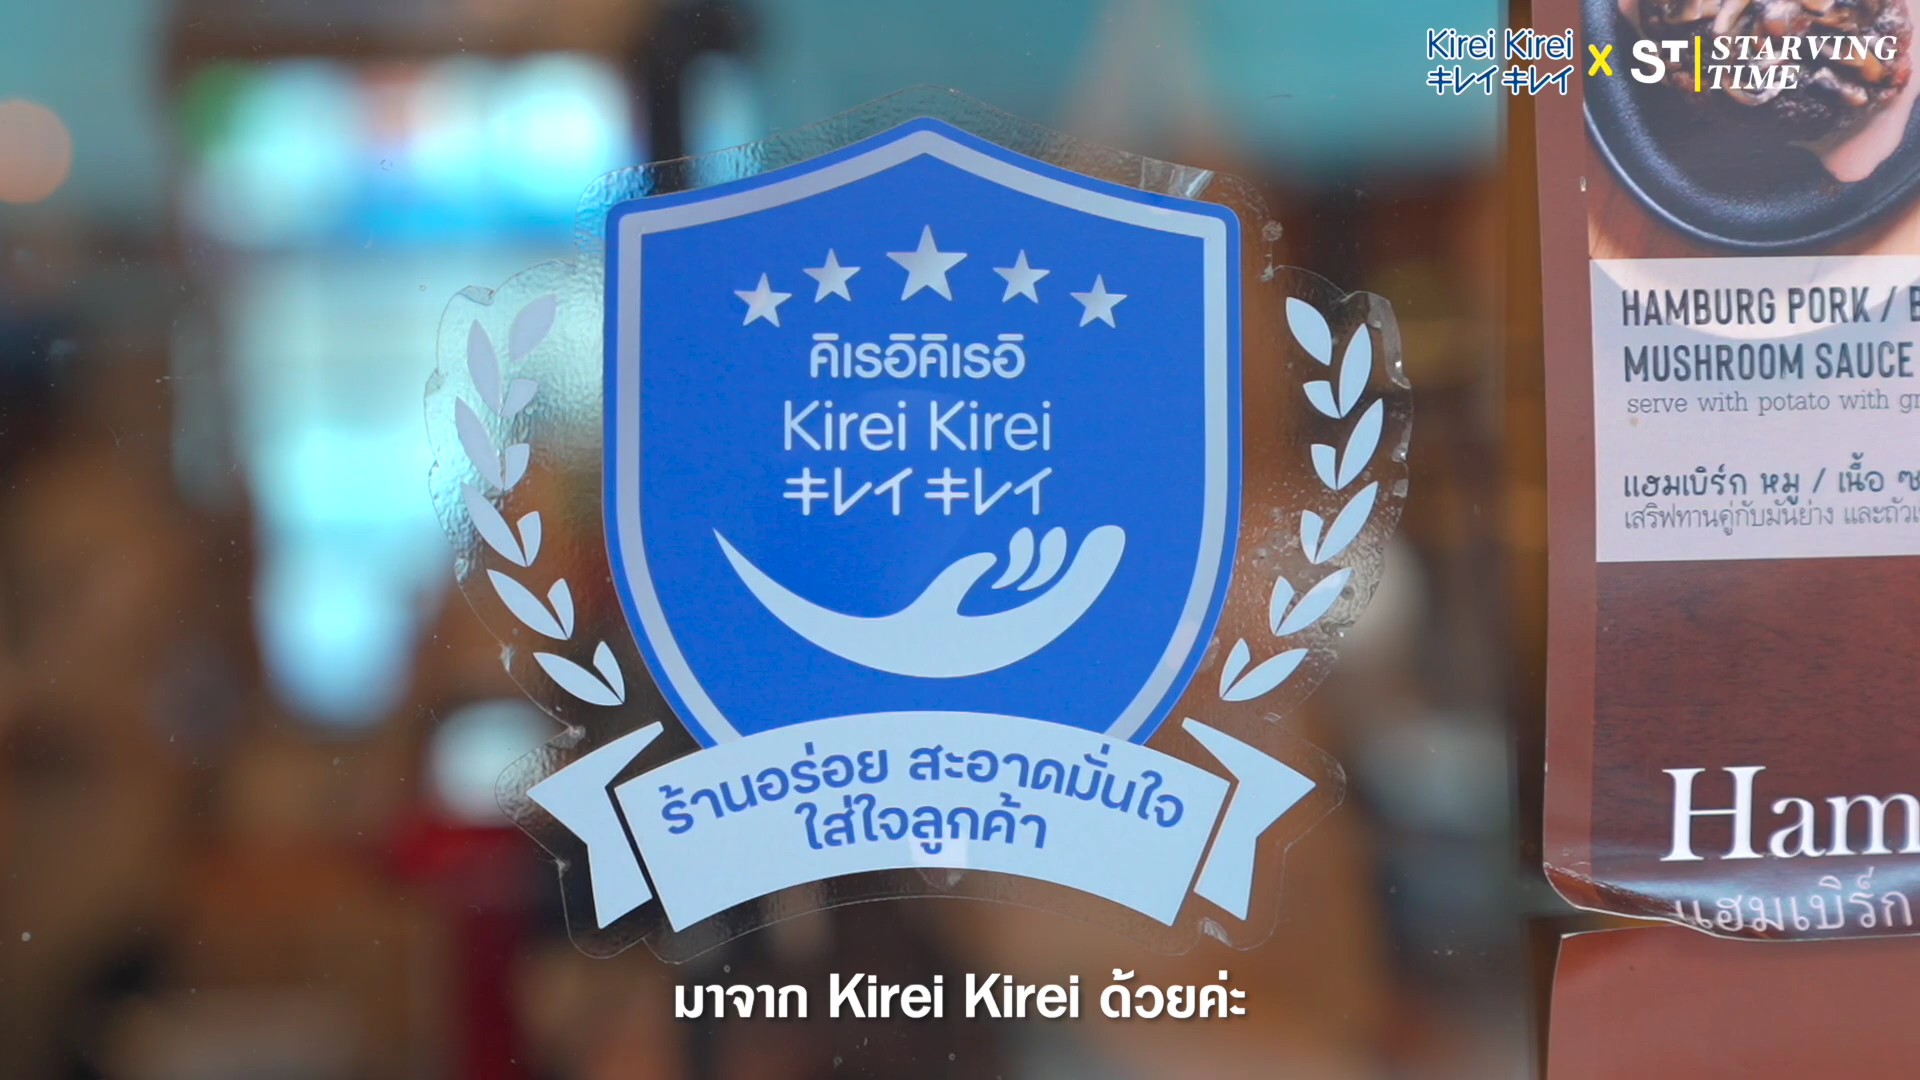 Kirei Kirei
キレイ キレイ
X
ST
STARVING
TIME
คิเรอิคิเรอิ
Kirei Kirei
キレイ キレイ
ร้านอร่อย สะอาดมั่นใจ
ใส่ใจลูกค้า
HAMBURG PORK /
MUSHROOM SAUCE
serve with potato with
แฮมเบิร์ก หมู / เนื้อ
เสริฟทานคู่กับมันย่าง
Ham
แฮมเบิร์ก
มาจาก Kirei Kirei ด้วยค่ะ